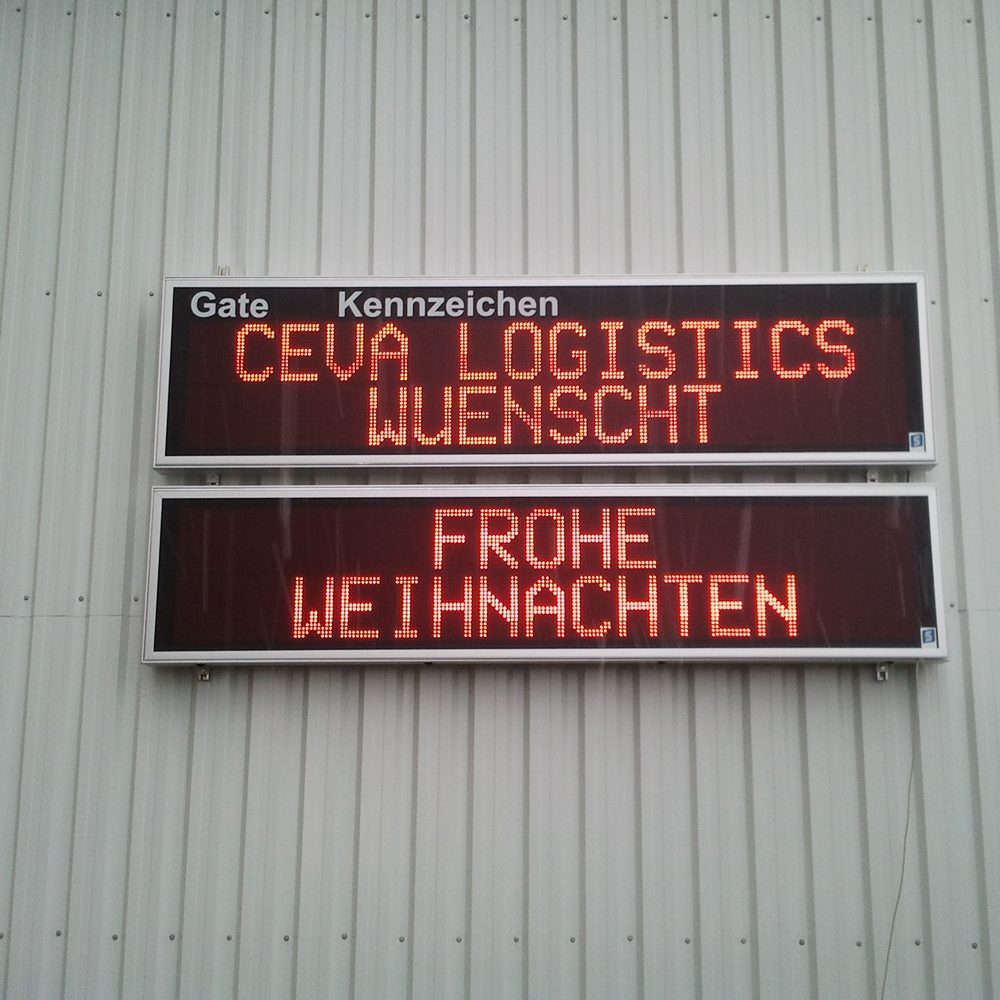 Gate Kennzeichen
CEVA LOGISTICS
WUENSCHT
FROHE
WEIHNACHTEN